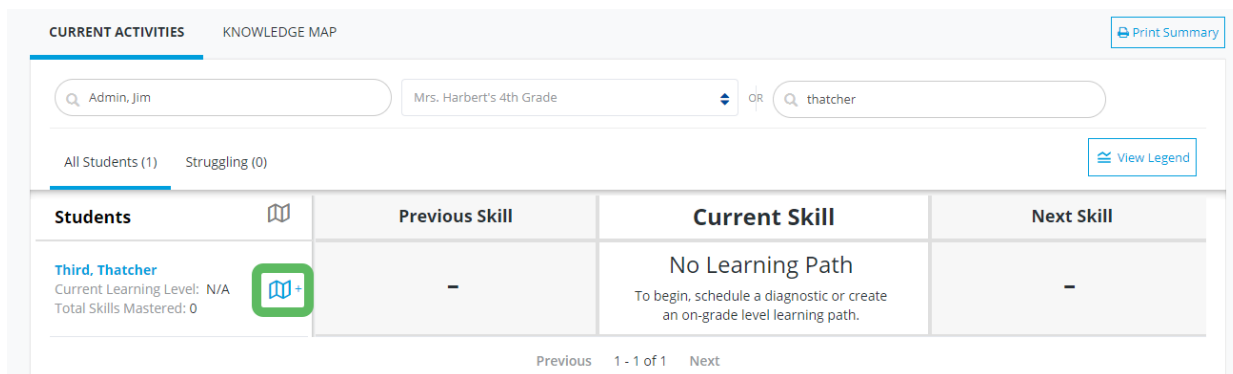 CURRENT ACTIVITIES KNOWLEDGE MAP Print Summary
Admin, Jim Mrs. Harbert's 4th Grade OR thatcher
All Students (1) Struggling (0) View Legend
Students Previous Skill Current Skill Next Skill
Third, Thatcher
Current Learning Level: N/A
Total Skills Mastered: 0
+
–
No Learning Path
To begin, schedule a diagnostic or create
an on-grade level learning path.
–
Previous 1 - 1 of 1 Next